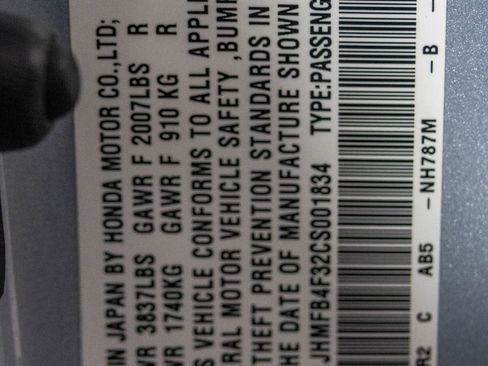 IN JAPAN BY HONDA MOTOR CO.,LTD;
WR 3837LBS GAWR F 2007LBS R
WR 1740KG GAWR F 910 KG R
S VEHICLE CONFORMS TO ALL APPLI
RAL MOTOR VEHICLE SAFETY ,BUMP
THEFT PREVENTION STANDARDS IN
HE DATE OF MANUFACTURE SHOWN
JHMFB4F32CS001834 TYPE:PASSENG
R2 C AB5 -NH787M -B -